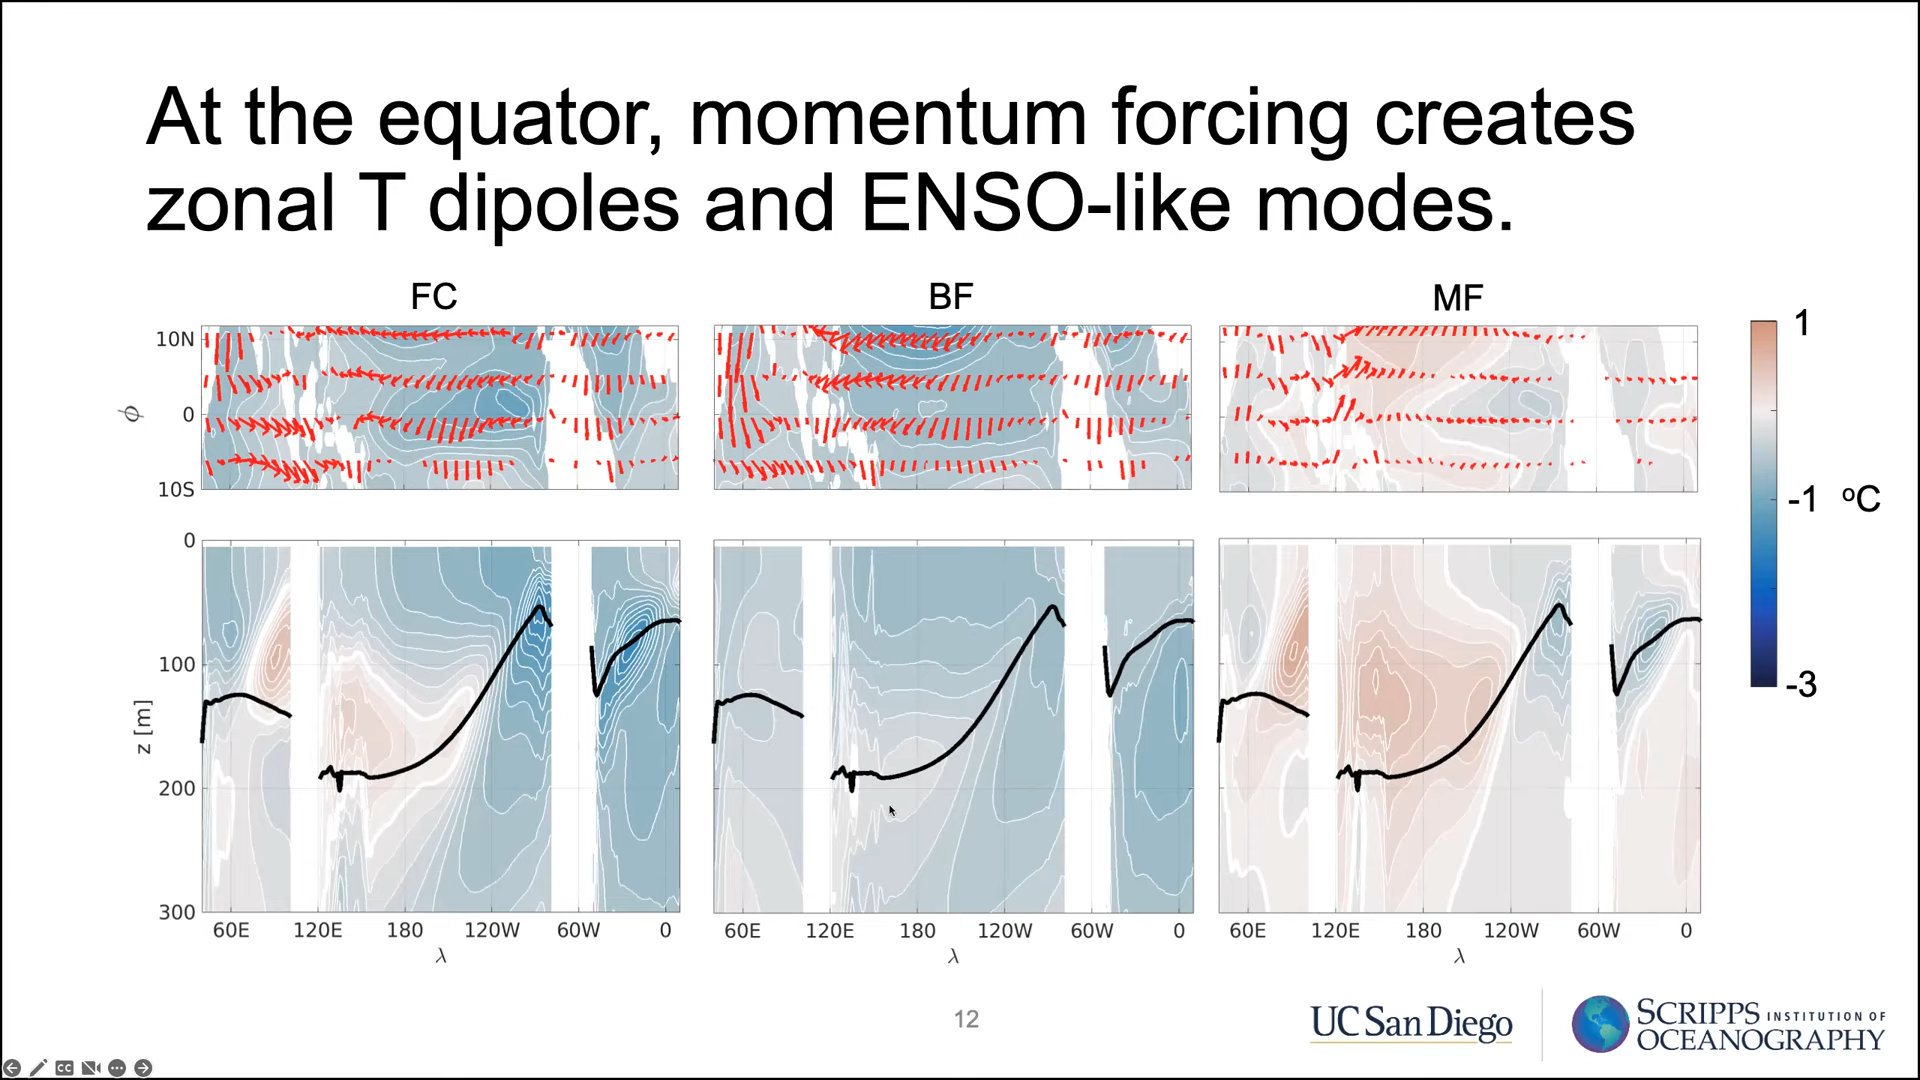 At the equator, momentum forcing creates
zonal T dipoles and ENSO-like modes.
FC
BF
MF
10N
0
10S
ϕ
1
-1 ºC
-3
0
100
200
300
z [m]
60E 120E 180 120W 60W 0
60E 120E 180 120W 60W 0
60E 120E 180 120W 60W 0
λ
λ
λ
12
UC San Diego
SCRIPPS INSTITUTION OF
OCEANOGRAPHY
CC